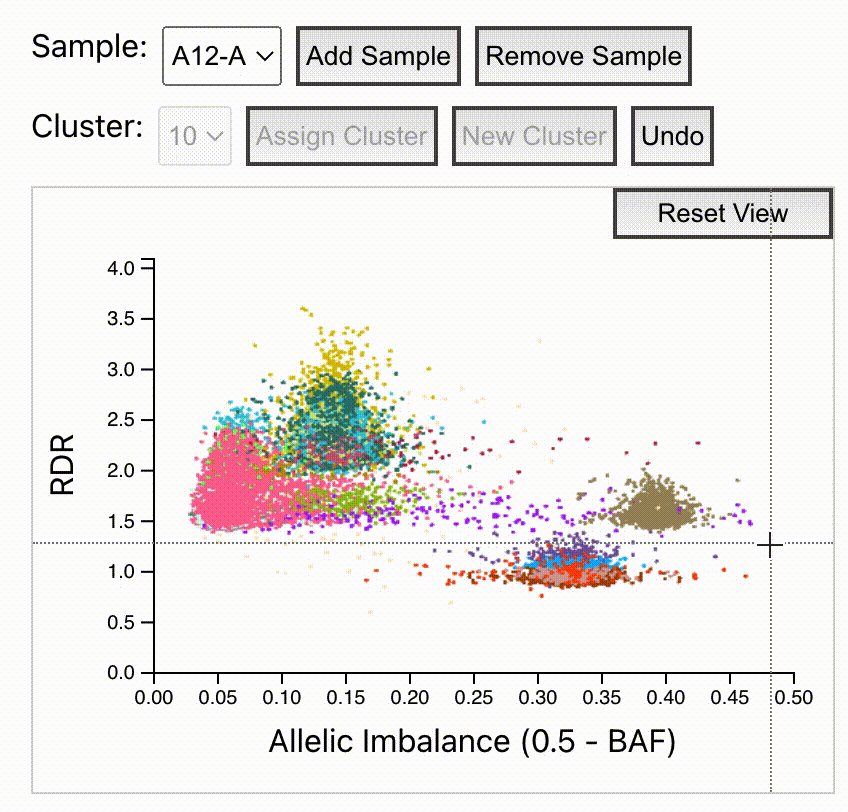 Sample: A12-A Add Sample Remove Sample
Cluster: 10 Assign Cluster New Cluster Undo
Reset View
4.0
3.5
3.0
2.5
2.0
1.5
1.0
0.5
0.0
RDR
0.00 0.05 0.10 0.15 0.20 0.25 0.30 0.35 0.40 0.45 0.50
Allelic Imbalance (0.5 - BAF)